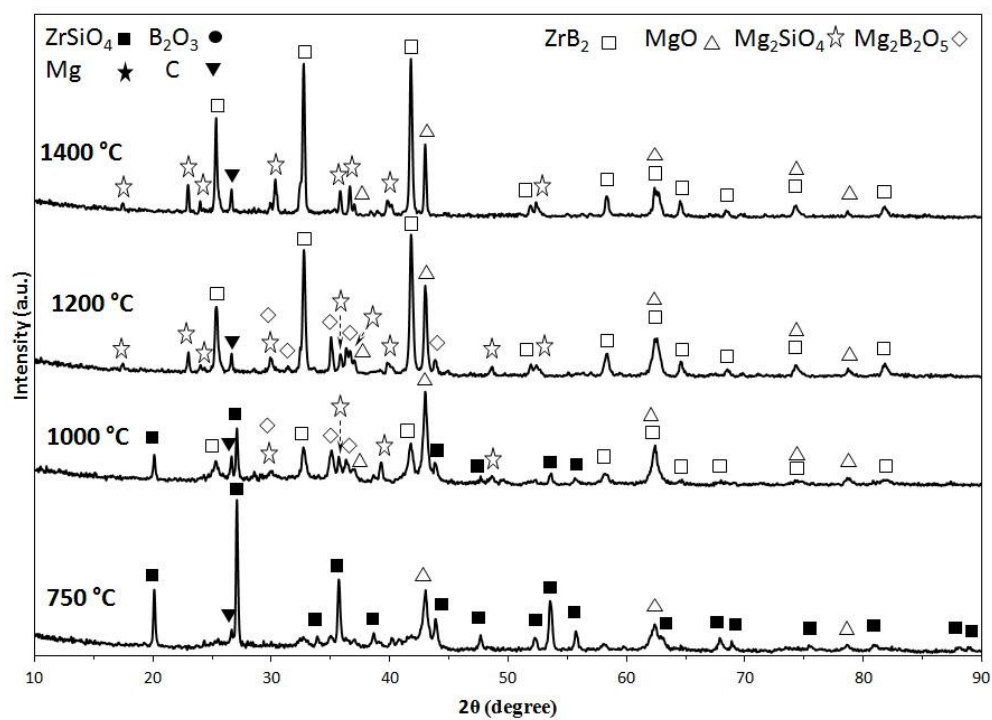 ZrSiO₄ ■ B₂O₃ ● ZrB₂ □ MgO △ Mg₂SiO₄ ☆ Mg₂B₂O₅ ◇
Mg ★ C ▼
1400 °C
1200 °C
1000 °C
750 °C
Intensity (a.u.)
10 20 30 40 50 60 70 80 90
2θ (degree)